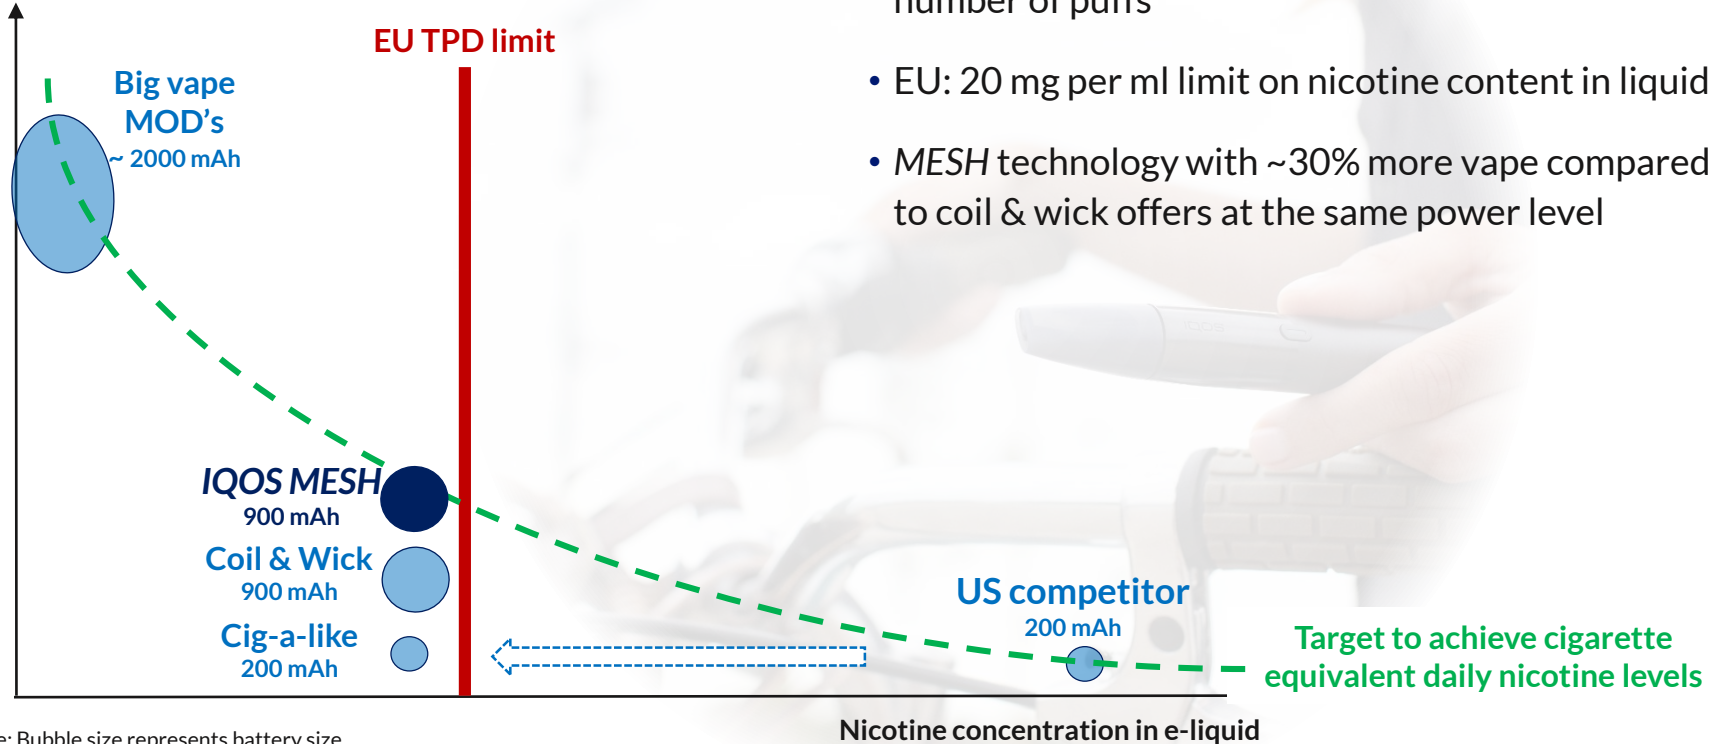 number of puffs
EU TPD limit
• EU: 20 mg per ml limit on nicotine content in liquid
Big vape
MOD’s
~ 2000 mAh
• MESH technology with ~30% more vape compared
to coil & wick offers at the same power level
IQOS
IQOS MESH
900 mAh
Coil & Wick
900 mAh
US competitor
200 mAh
Cig-a-like
200 mAh
Target to achieve cigarette
equivalent daily nicotine levels
Nicotine concentration in e-liquid
e: Bubble size represents battery size